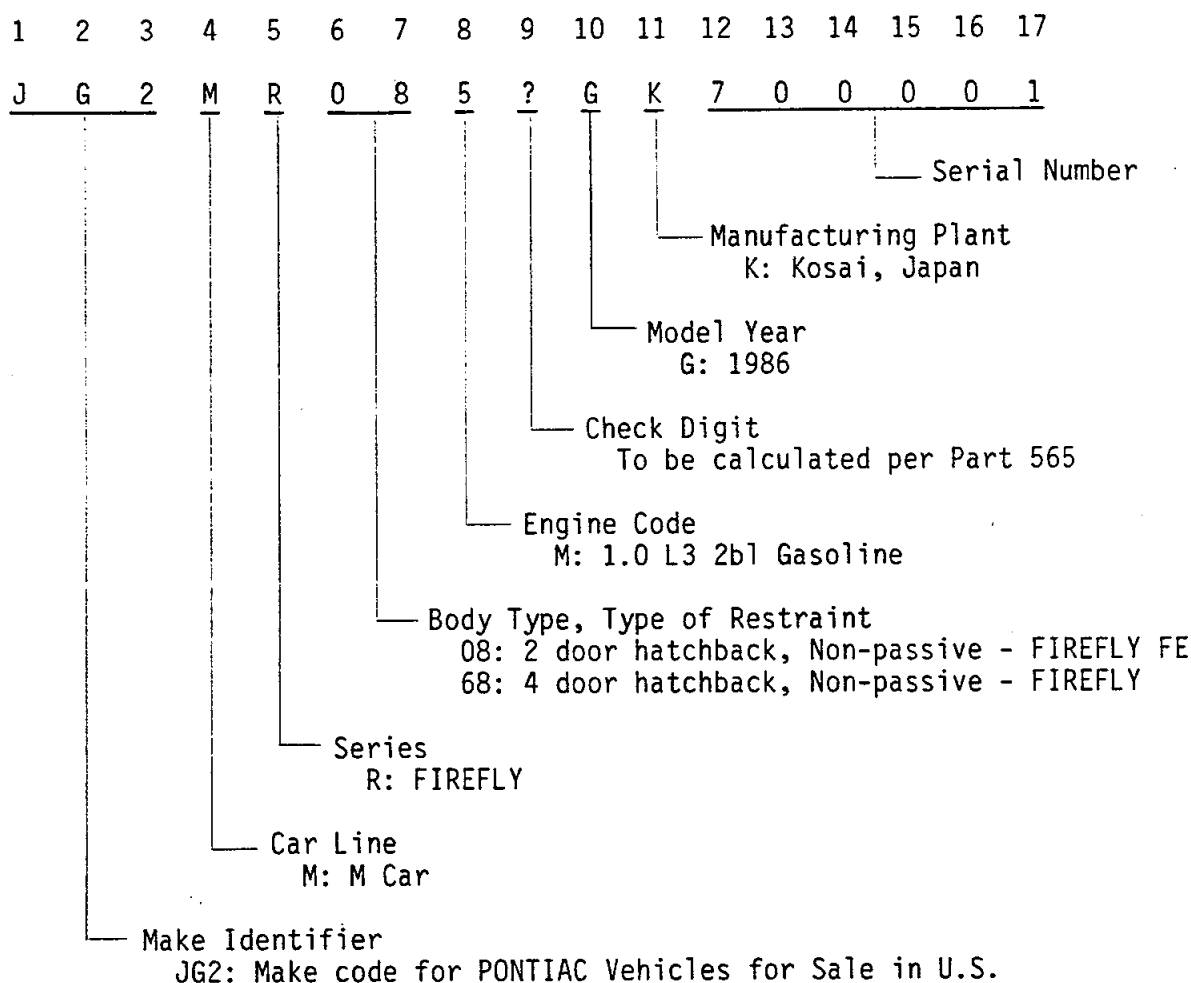 1 2 3 4 5 6 7 8 9 10 11 12 13 14 15 16 17
J G 2 M R 0 8 5 ? G K 7 0 0 0 0 1
Serial Number
Manufacturing Plant
K: Kosai, Japan
Model Year
G: 1986
Check Digit
To be calculated per Part 565
Engine Code
M: 1.0 L3 2bl Gasoline
Body Type, Type of Restraint
08: 2 door hatchback, Non-passive - FIREFLY FE
68: 4 door hatchback, Non-passive - FIREFLY
Series
R: FIREFLY
Car Line
M: M Car
Make Identifier
JG2: Make code for PONTIAC Vehicles for Sale in U.S.